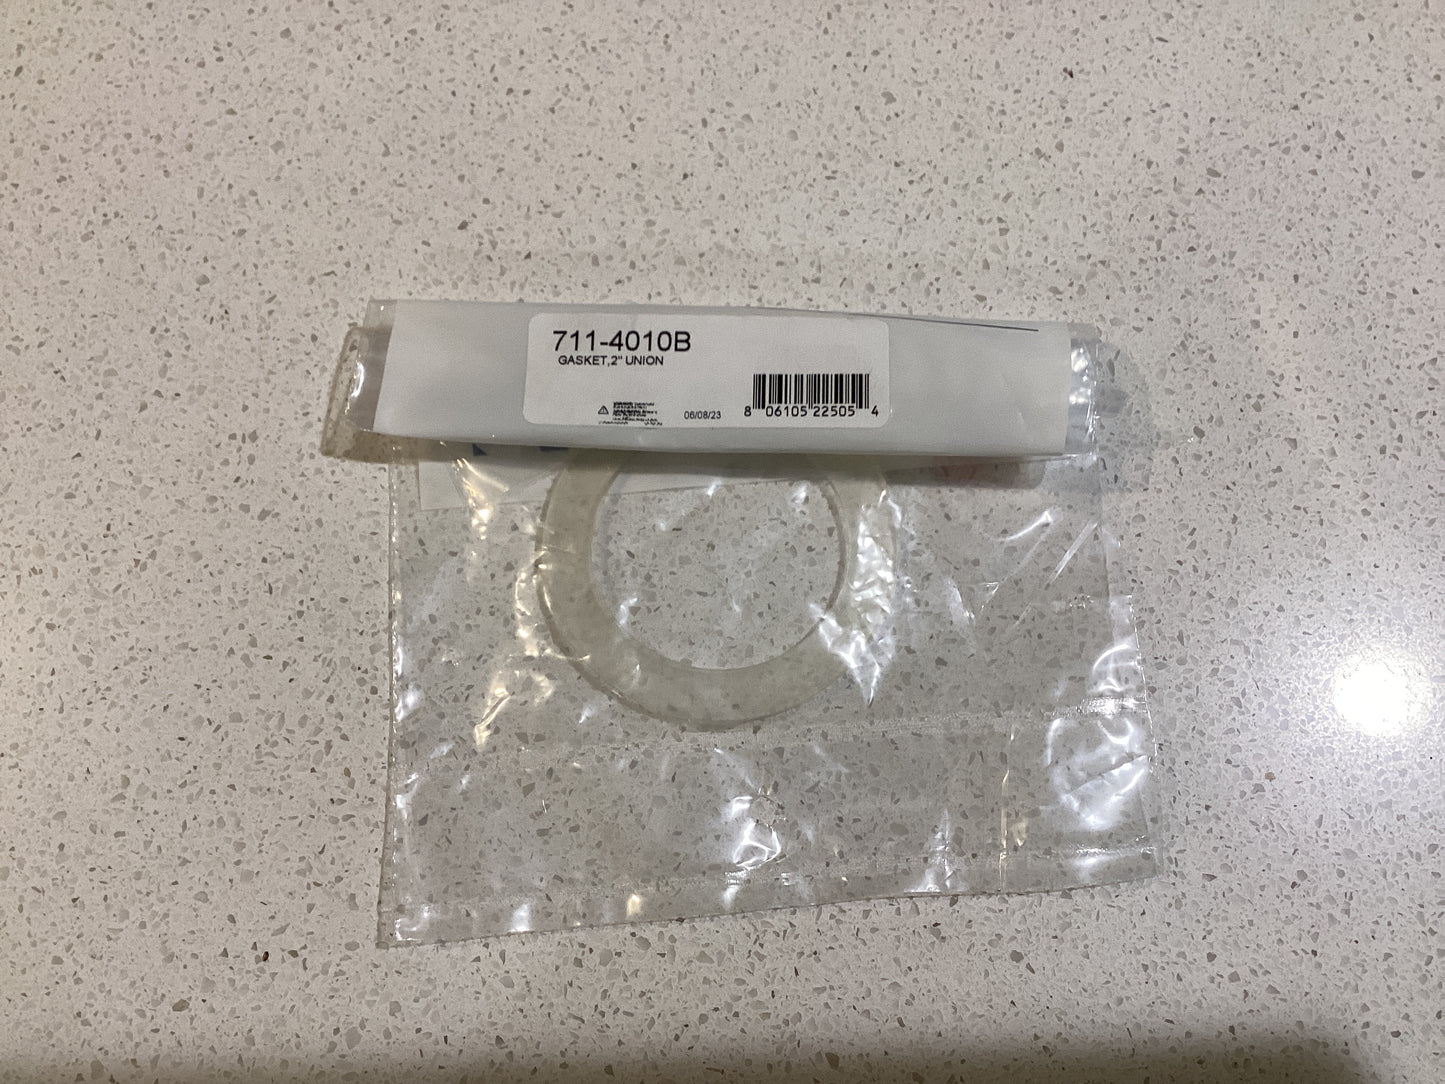 711-4010B
GASKET,2" UNION
06/08/23
8 06105 22505 4